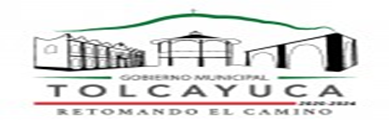 GOBIERNO MUNICIPAL
TOLCAYUCA
2020-2024
RETOMANDO EL CAMINO